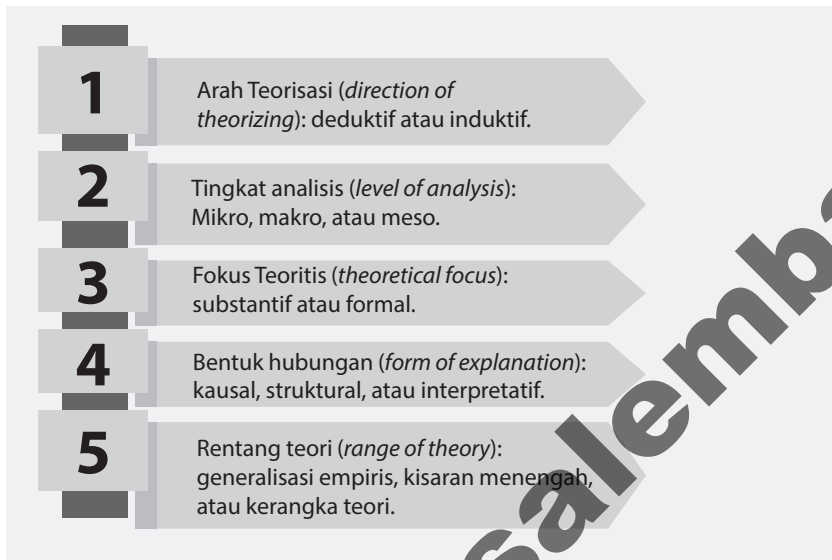 1
Arah Teorisasi (direction of
theorizing): deduktif atau induktif.
2
Tingkat analisis (level of analysis):
Mikro, makro, atau meso.
3
Fokus Teoritis (theoretical focus):
substantif atau formal.
4
Bentuk hubungan (form of explanation):
kausal, struktural, atau interpretatif.
5
Rentang teori (range of theory):
generalisasi empiris, kisaran menengah,
atau kerangka teori.
salemba